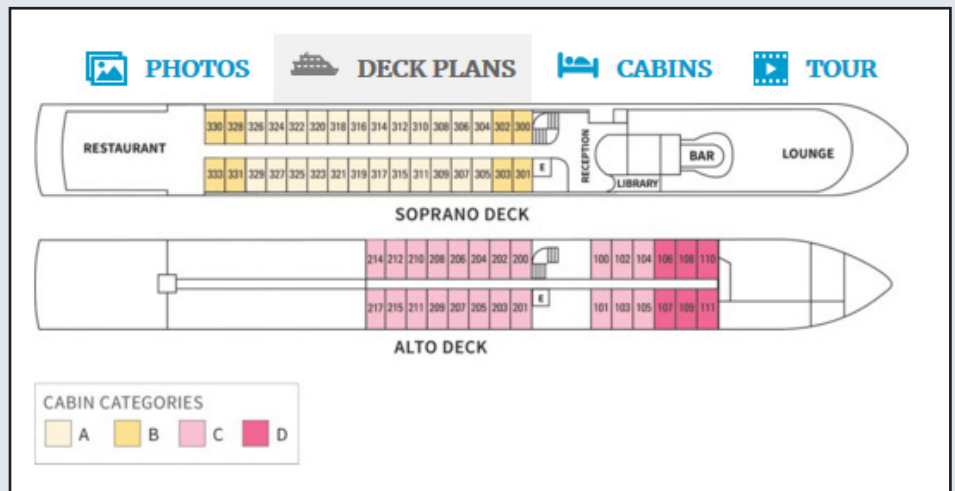 PHOTOS DECK PLANS CABINS TOUR
330 328 326 324 322 320 318 316 314 312 310 308 306 304 302 300
RESTAURANT
RECEPTION
BAR
LOUNGE
333 331 329 327 325 323 321 319 317 315 311 309 307 305 303 301
E
LIBRARY
SOPRANO DECK
214 212 210 208 206 204 202 200 100 102 104 106 108 110
E
217 215 211 209 207 205 203 201 101 103 105 107 109 111
ALTO DECK
CABIN CATEGORIES
A B C D